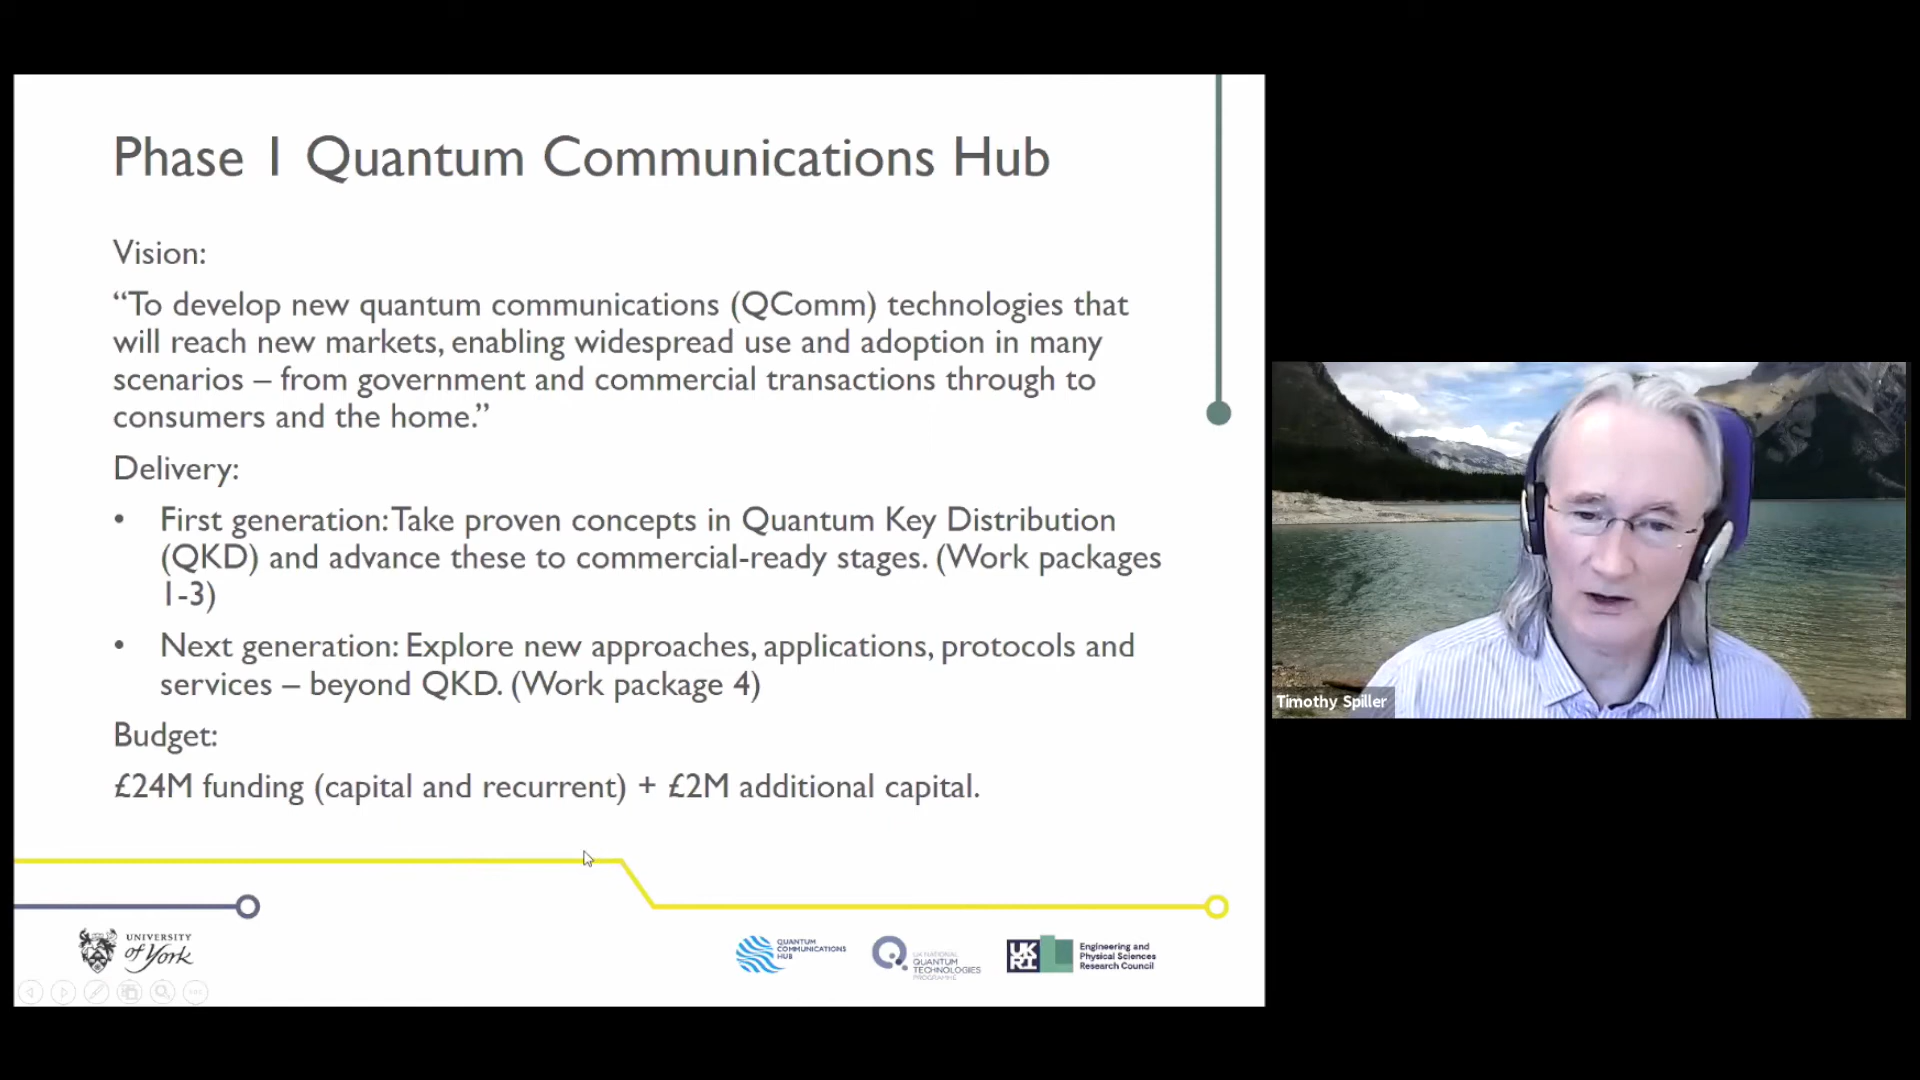 Phase 1 Quantum Communications Hub
Vision:
“To develop new quantum communications (QComm) technologies that
will reach new markets, enabling widespread use and adoption in many
scenarios – from government and commercial transactions through to
consumers and the home.”
Delivery:
• First generation: Take proven concepts in Quantum Key Distribution
(QKD) and advance these to commercial-ready stages. (Work packages
1-3)
• Next generation: Explore new approaches, applications, protocols and
services – beyond QKD. (Work package 4)
Budget:
£24M funding (capital and recurrent) + £2M additional capital.
UNIVERSITY
of York
QUANTUM
COMMUNICATIONS
HUB
UK NATIONAL
QUANTUM
TECHNOLOGIES
PROGRAMME
UK
RI
Engineering and
Physical Sciences
Research Council
Timothy Spiller